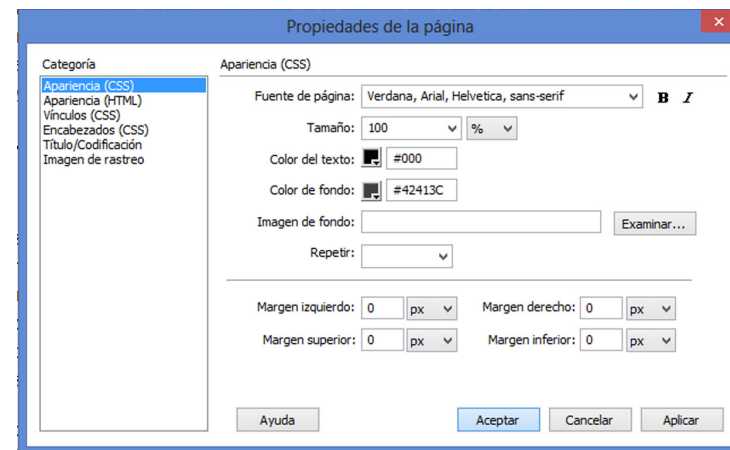 Propiedades de la página
Categoría
Apariencia (CSS)
Apariencia (HTML)
Vínculos (CSS)
Encabezados (CSS)
Título/Codificación
Imagen de rastreo
Apariencia (CSS)
Fuente de página: Verdana, Arial, Helvetica, sans-serif B I
Tamaño: 100 %
Color del texto: #000
Color de fondo: #42413C
Imagen de fondo: Examinar...
Repetir:
Margen izquierdo: 0 px Margen derecho: 0 px
Margen superior: 0 px Margen inferior: 0 px
Ayuda Aceptar Cancelar Aplicar